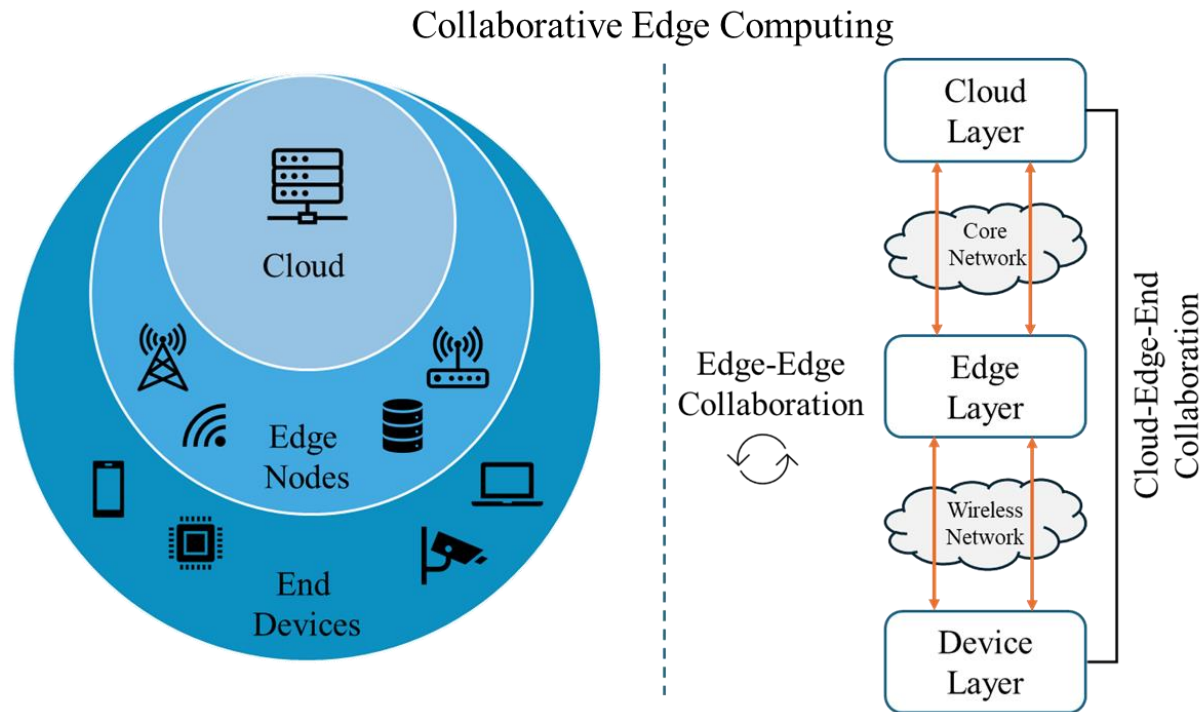 Collaborative Edge Computing
Cloud
Edge
Nodes
End
Devices
Edge-Edge
Collaboration
Cloud
Layer
Core
Network
Edge
Layer
Wireless
Network
Device
Layer
Cloud-Edge-End
Collaboration